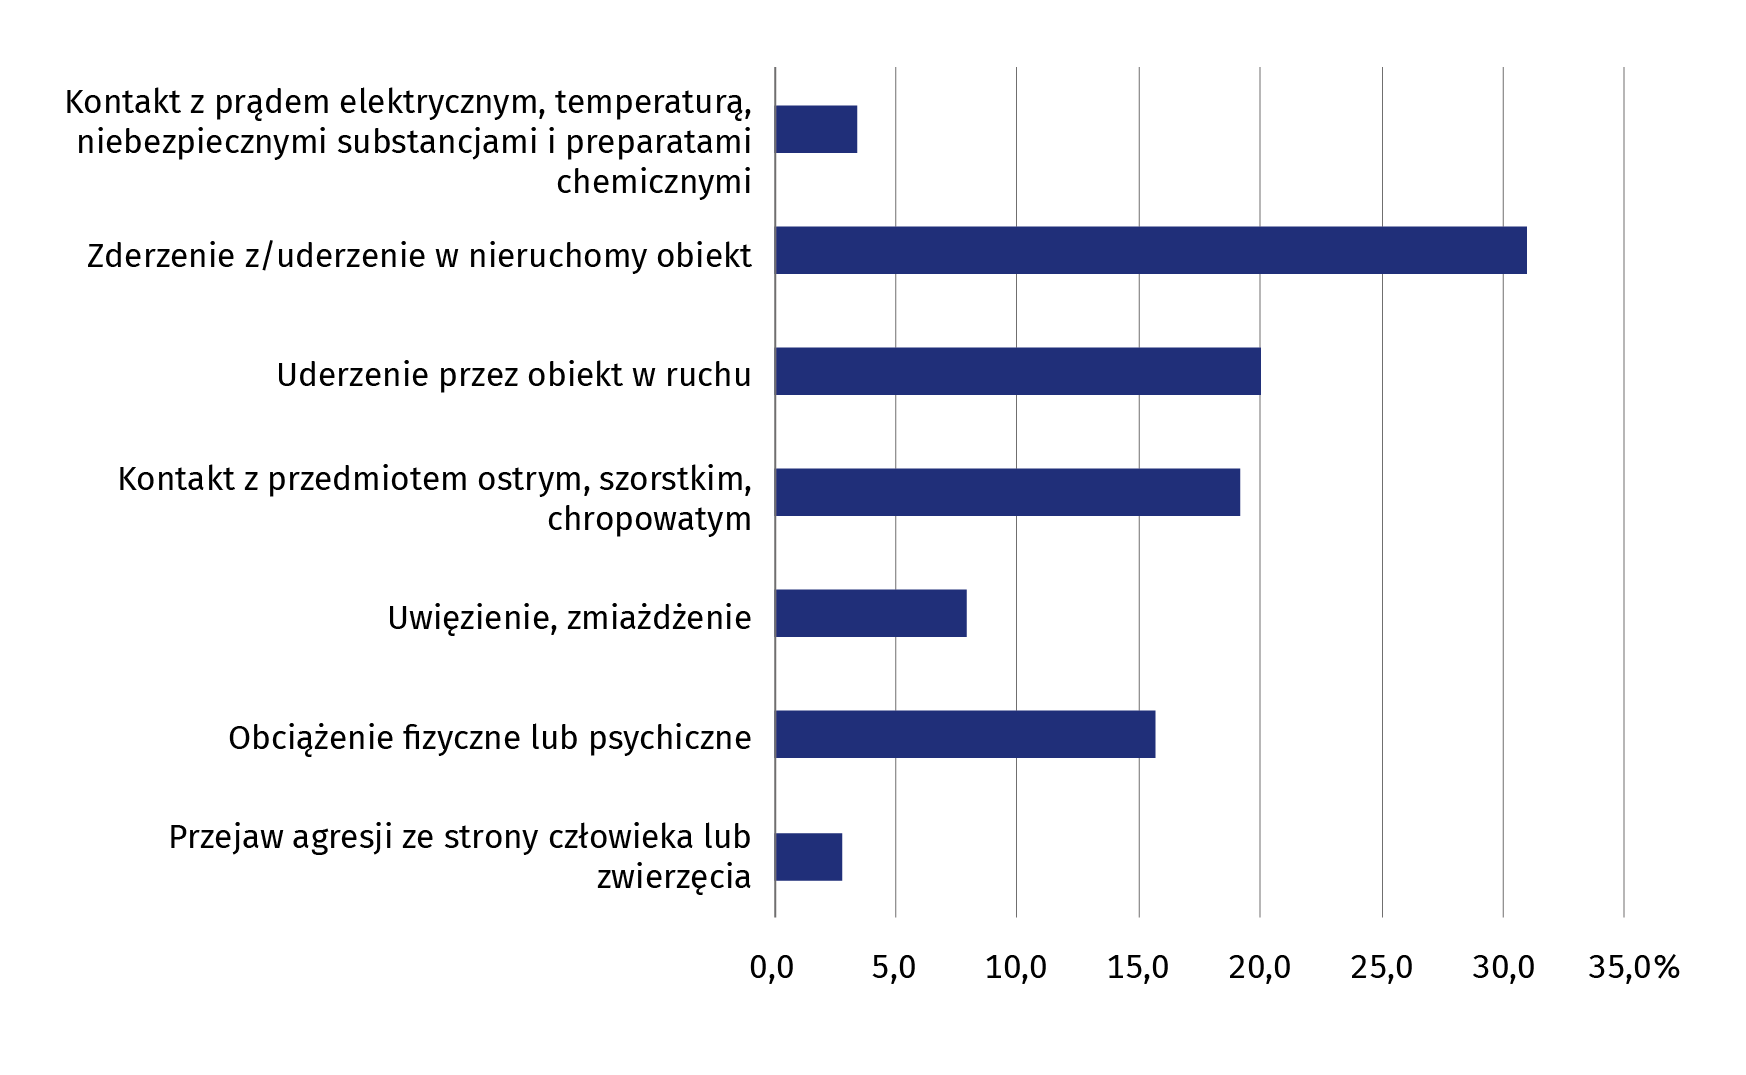 Kontakt z prądem elektrycznym, temperaturą,
niebezpiecznymi substancjami i preparatami
chemicznymi
Zderzenie z/uderzenie w nieruchomy obiekt
Uderzenie przez obiekt w ruchu
Kontakt z przedmiotem ostrym, szorstkim,
chropowatym
Uwięzienie, zmiażdżenie
Obciążenie fizyczne lub psychiczne
Przejaw agresji ze strony człowieka lub
zwierzęcia
0,0 5,0 10,0 15,0 20,0 25,0 30,0 35,0%